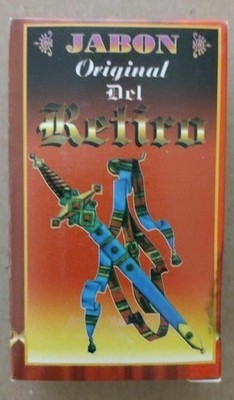 JABON
Original
Del
Retiro